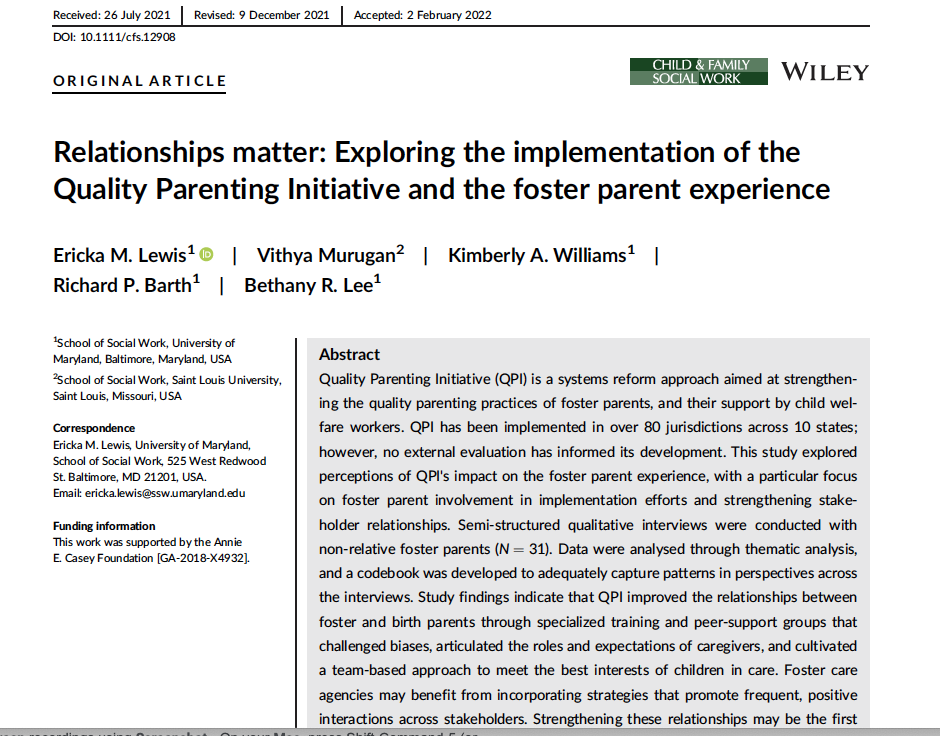 Received: 26 July 2021 | Revised: 9 December 2021 | Accepted: 2 February 2022
DOI: 10.1111/cfs.12908
ORIGINAL ARTICLE
CHILD & FAMILY
SOCIAL WORK
WILEY
Relationships matter: Exploring the implementation of the
Quality Parenting Initiative and the foster parent experience
Ericka M. Lewis1 iD | Vithya Murugan2 | Kimberly A. Williams1 |
Richard P. Barth1 | Bethany R. Lee1
1School of Social Work, University of
Maryland, Baltimore, Maryland, USA
2School of Social Work, Saint Louis University,
Saint Louis, Missouri, USA
Correspondence
Ericka M. Lewis, University of Maryland,
School of Social Work, 525 West Redwood
St. Baltimore, MD 21201, USA.
Email: ericka.lewis@ssw.umaryland.edu
Funding information
This work was supported by the Annie
E. Casey Foundation [GA-2018-X4932].
Abstract
Quality Parenting Initiative (QPI) is a systems reform approach aimed at strengthen-
ing the quality parenting practices of foster parents, and their support by child wel-
fare workers. QPI has been implemented in over 80 jurisdictions across 10 states;
however, no external evaluation has informed its development. This study explored
perceptions of QPI's impact on the foster parent experience, with a particular focus
on foster parent involvement in implementation efforts and strengthening stake-
holder relationships. Semi-structured qualitative interviews were conducted with
non-relative foster parents (N = 31). Data were analysed through thematic analysis,
and a codebook was developed to adequately capture patterns in perspectives across
the interviews. Study findings indicate that QPI improved the relationships between
foster and birth parents through specialized training and peer-support groups that
challenged biases, articulated the roles and expectations of caregivers, and cultivated
a team-based approach to meet the best interests of children in care. Foster care
agencies may benefit from incorporating strategies that promote frequent, positive
interactions across stakeholders. Strengthening these relationships may be the first